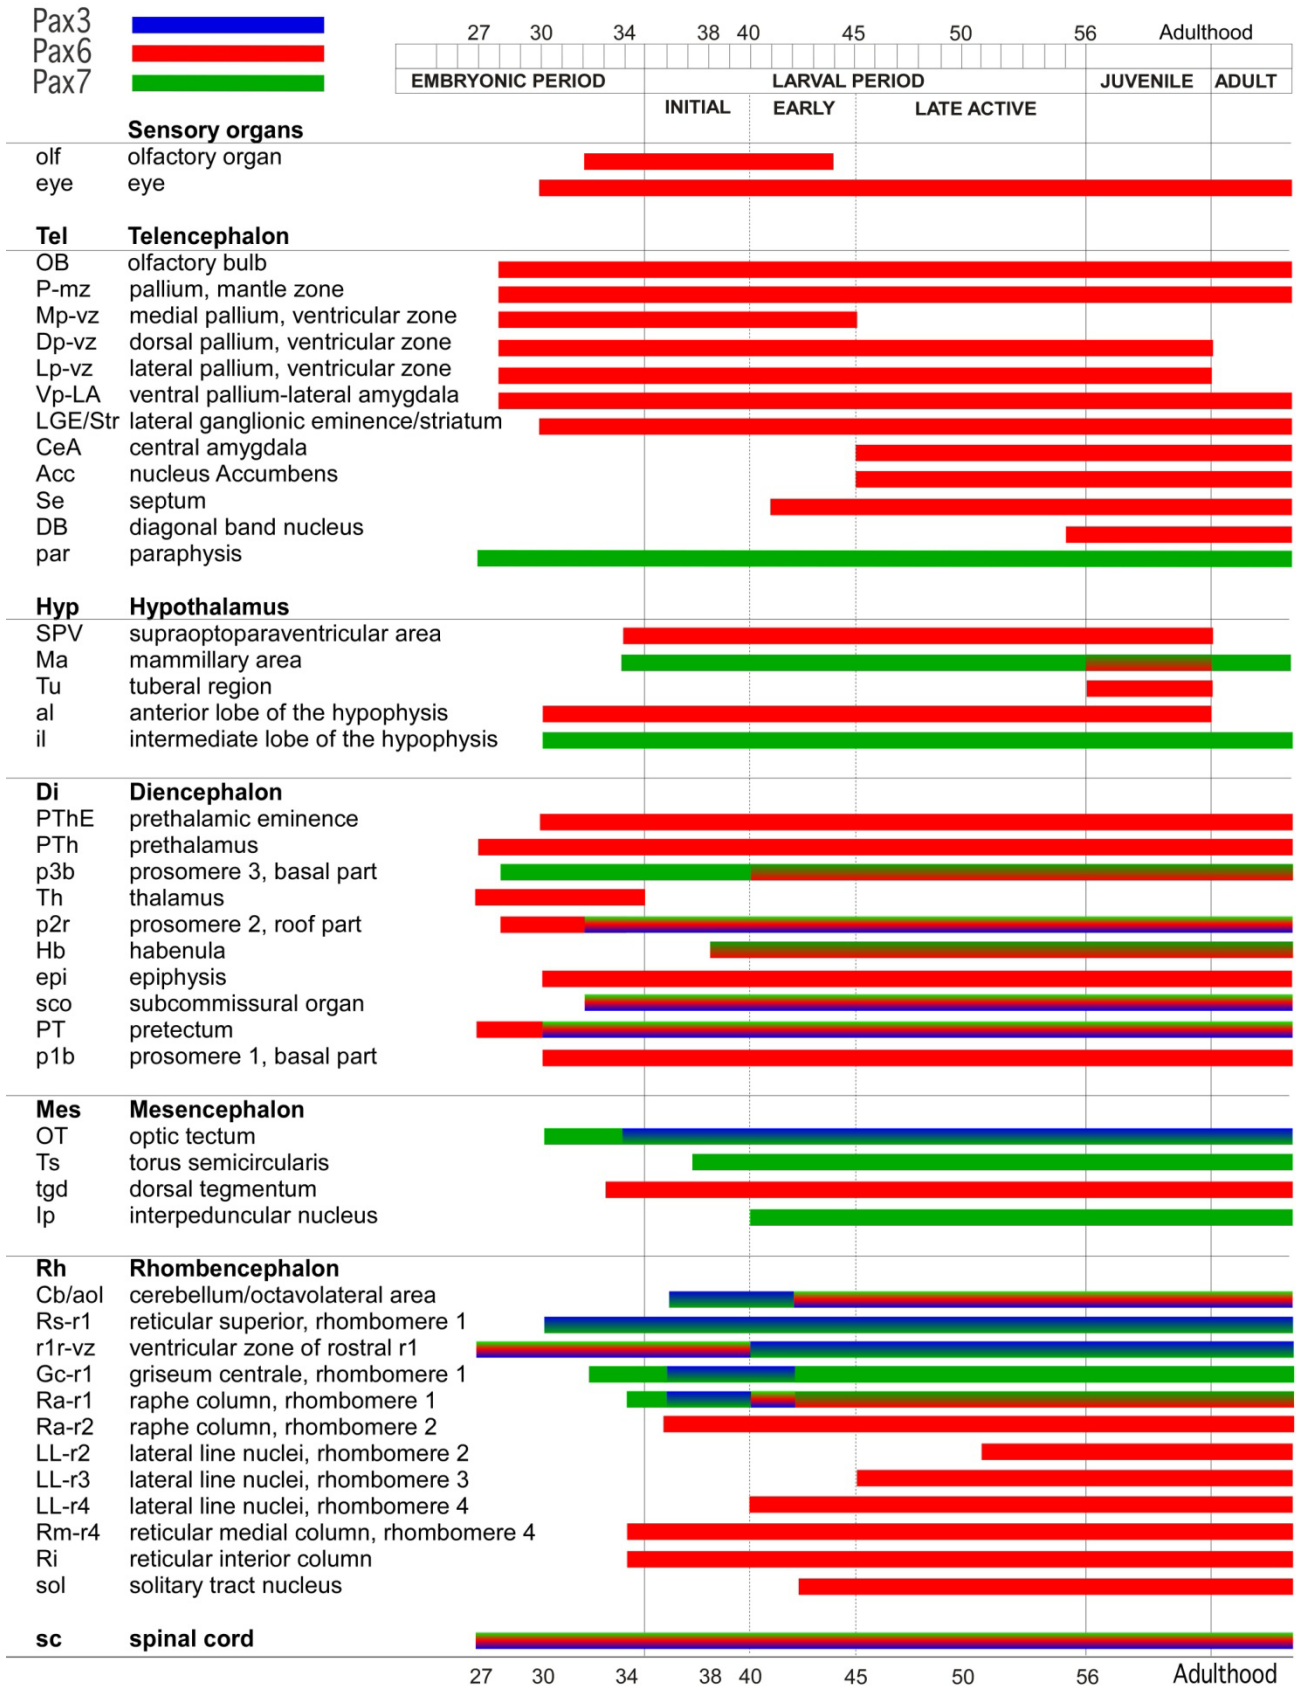 Pax3
Pax6
Pax7
27 30 34 38 40 45 50 56 Adulthood
EMBRYONIC PERIOD LARVAL PERIOD JUVENILE ADULT
INITIAL EARLY LATE ACTIVE
Sensory organs
olf olfactory organ
eye eye
Tel Telencephalon
OB olfactory bulb
P-mz pallium, mantle zone
Mp-vz medial pallium, ventricular zone
Dp-vz dorsal pallium, ventricular zone
Lp-vz lateral pallium, ventricular zone
Vp-LA ventral pallium-lateral amygdala
LGE/Str lateral ganglionic eminence/striatum
CeA central amygdala
Acc nucleus Accumbens
Se septum
DB diagonal band nucleus
par paraphysis
Hyp Hypothalamus
SPV supraoptoparaventricular area
Ma mammillary area
Tu tuberal region
al anterior lobe of the hypophysis
il intermediate lobe of the hypophysis
Di Diencephalon
PThE prethalamic eminence
PTh prethalamus
p3b prosomere 3, basal part
Th thalamus
p2r prosomere 2, roof part
Hb habenula
epi epiphysis
sco subcommissural organ
PT pretectum
p1b prosomere 1, basal part
Mes Mesencephalon
OT optic tectum
Ts torus semicircularis
tgd dorsal tegmentum
Ip interpeduncular nucleus
Rh Rhombencephalon
Cb/aol cerebellum/octavolateral area
Rs-r1 reticular superior, rhombomere 1
r1r-vz ventricular zone of rostral r1
Gc-r1 griseum centrale, rhombomere 1
Ra-r1 raphe column, rhombomere 1
Ra-r2 raphe column, rhombomere 2
LL-r2 lateral line nuclei, rhombomere 2
LL-r3 lateral line nuclei, rhombomere 3
LL-r4 lateral line nuclei, rhombomere 4
Rm-r4 reticular medial column, rhombomere 4
Ri reticular interior column
sol solitary tract nucleus
sc spinal cord
27 30 34 38 40 45 50 56 Adulthood